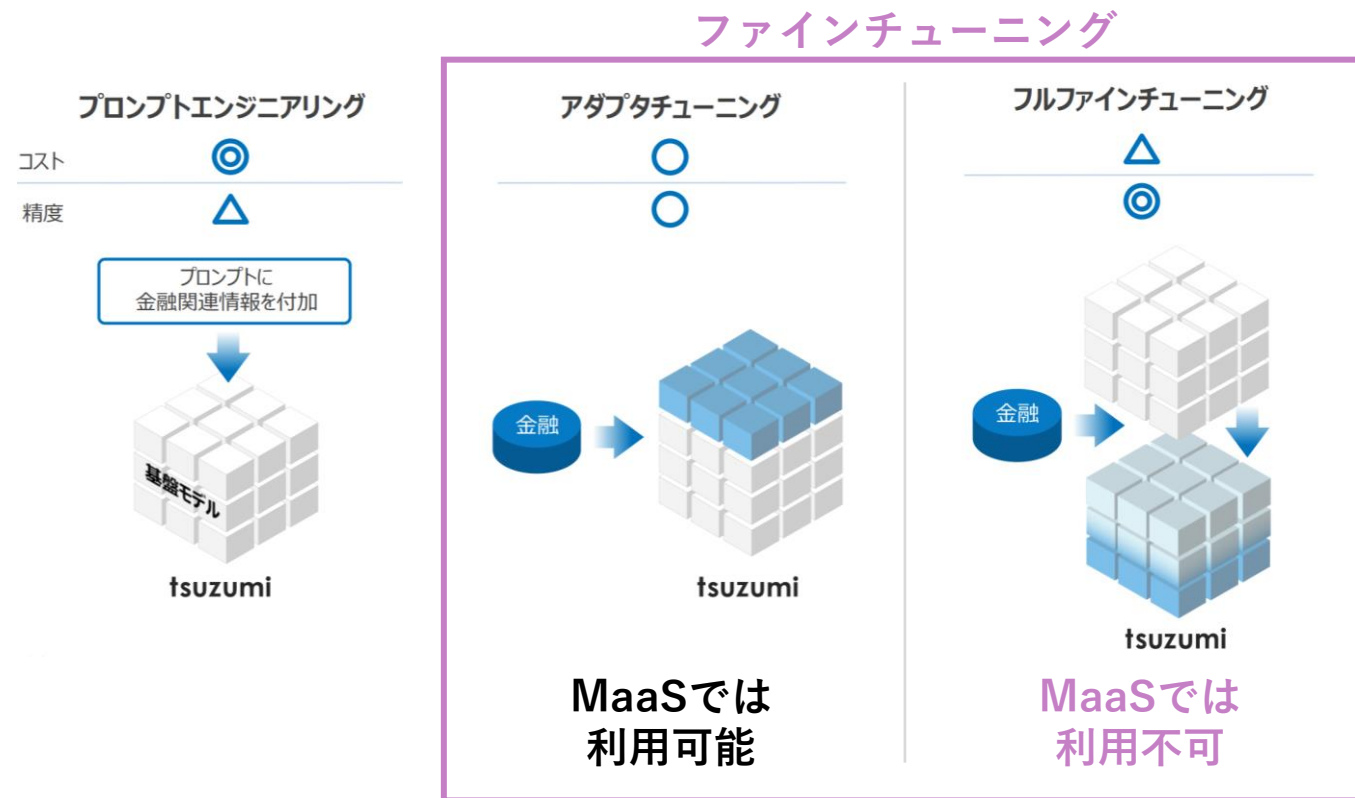 ファインチューニング
プロンプトエンジニアリング
コスト ◎
精度 △
プロンプトに
金融関連情報を付加
基盤モデル
tsuzumi
アダプタチューニング
○
○
金融
tsuzumi
MaaSでは
利用可能
フルファインチューニング
△
◎
金融
tsuzumi
MaaSでは
利用不可